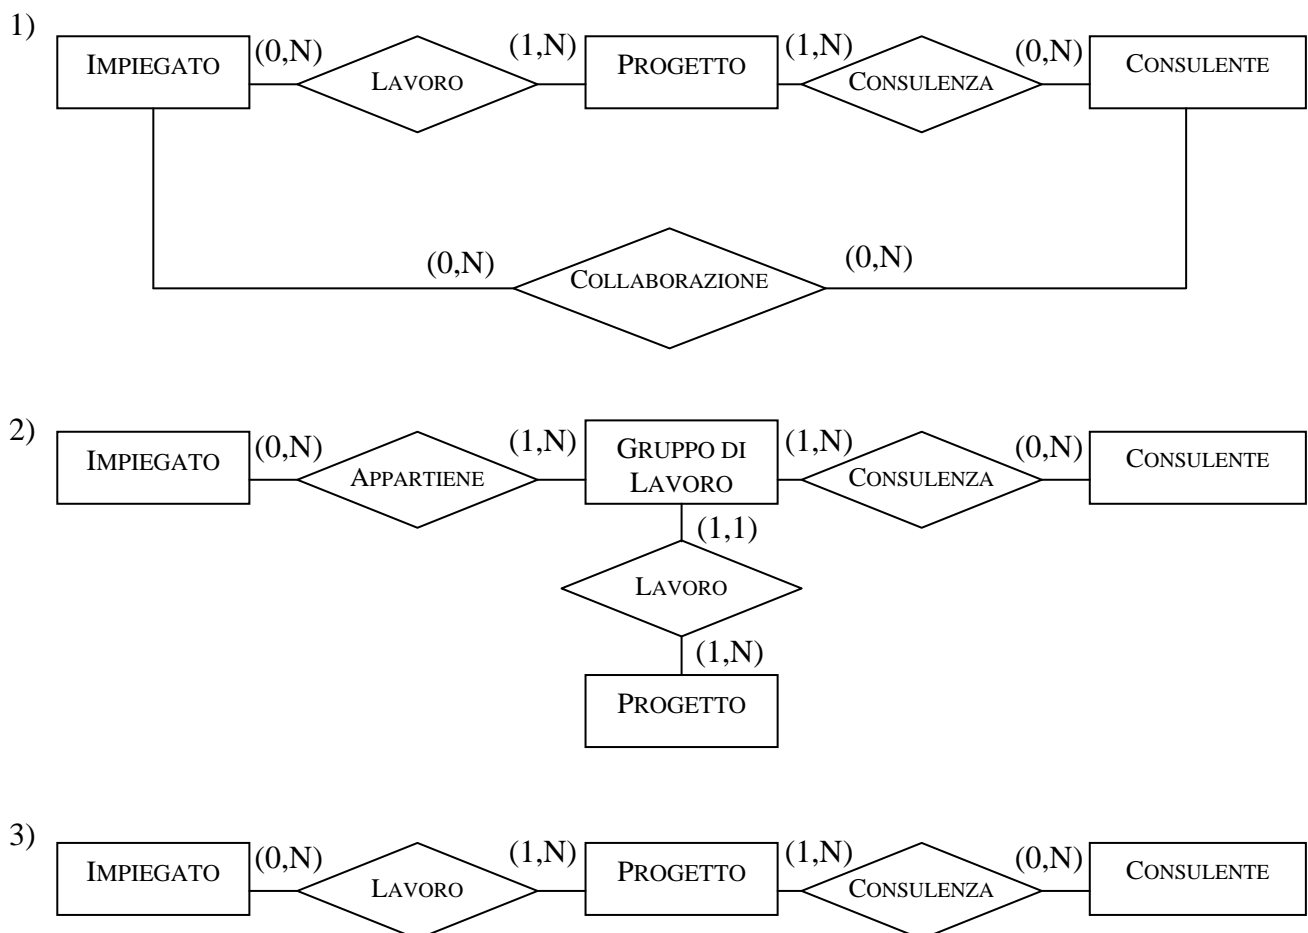 1)
(0,N) (1,N) (1,N) (0,N)
IMPIEGATO LAVORO PROGETTO CONSULENZA CONSULENTE
(0,N) (0,N)
COLLABORAZIONE
2)
(0,N) (1,N) (1,N) (0,N)
IMPIEGATO APPARTIENE GRUPPO DI LAVORO CONSULENZA CONSULENTE
(1,1)
LAVORO
(1,N)
PROGETTO
3)
(0,N) (1,N) (1,N) (0,N)
IMPIEGATO LAVORO PROGETTO CONSULENZA CONSULENTE